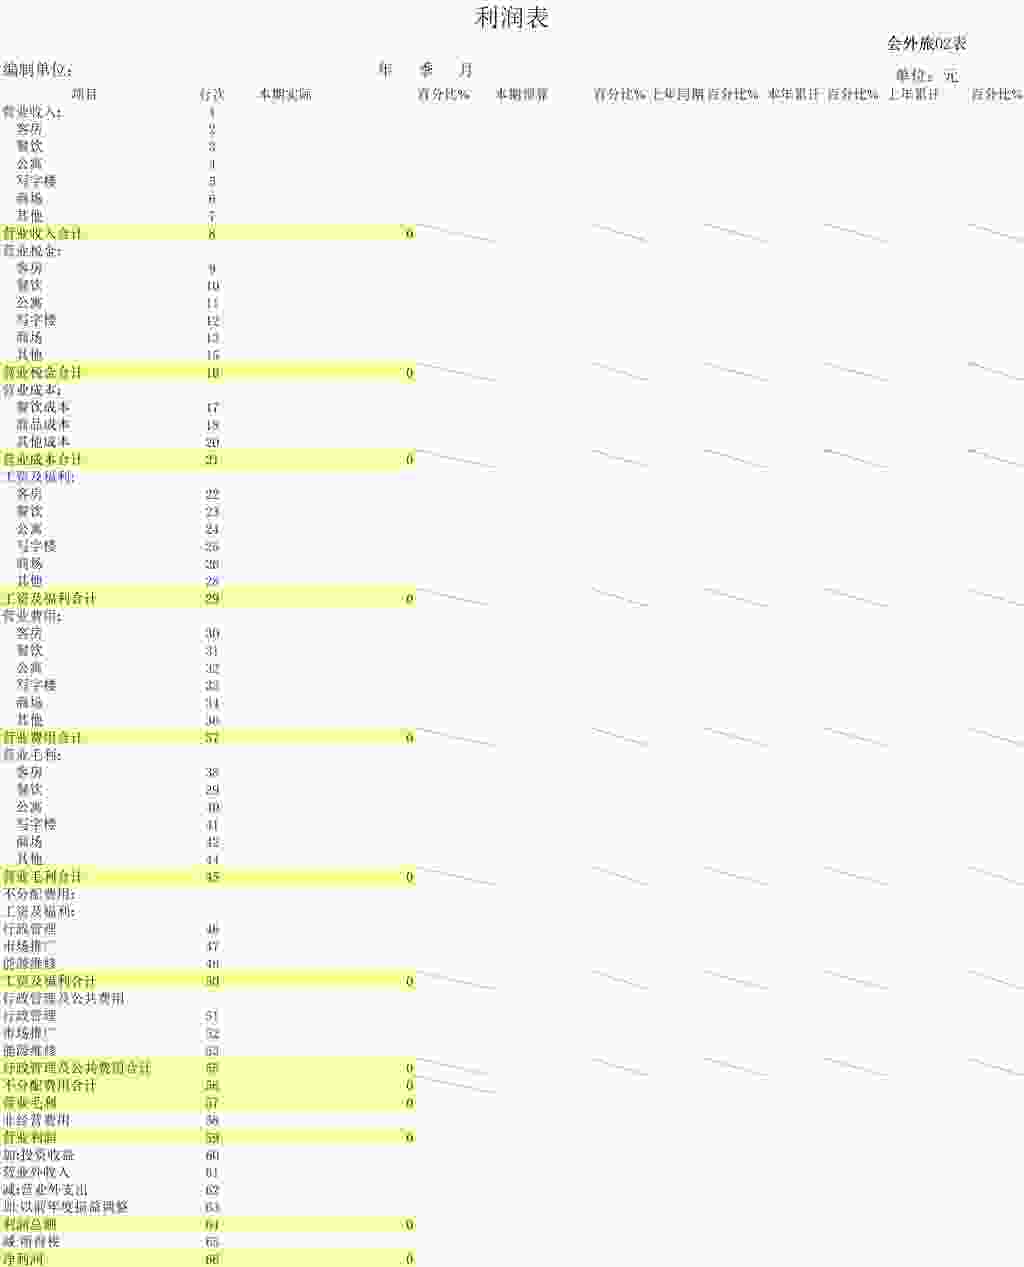 利润表
会外旅02表
编制单位: 年 季 月 单位: 元
项目 行次 本期实际 百分比% 本期预算 百分比% 上年同期 百分比% 本年累计 百分比% 上年累计 百分比%
营业收入: 1
客房 2
餐饮 3
公寓 4
写字楼 5
商场 6
其他 7
营业收入合计 8 0
营业税金:
客房 9
餐饮 10
公寓 11
写字楼 12
商场 13
其他 15
营业税金合计 16 0
营业成本:
餐饮成本 17
商品成本 18
其他成本 20
营业成本合计 21 0
工资及福利:
客房 22
餐饮 23
公寓 24
写字楼 25
商场 26
其他 28
工资及福利合计 29 0
营业费用:
客房 30
餐饮 31
公寓 32
写字楼 33
商场 34
其他 36
营业费用合计 37 0
营业毛利:
客房 38
餐饮 39
公寓 40
写字楼 41
商场 42
其他 44
营业毛利合计 45 0
不分配费用:
工资及福利:
行政管理 46
市场推广 47
能源维修 48
工资及福利合计 50 0
行政管理及公共费用
行政管理 51
市场推广 52
能源维修 53
行政管理及公共费用合计 55 0
不分配费用合计 56 0
营业毛利 57 0
非经营费用 58
营业利润 59 0
加:投资收益 60
营业外收入 61
减:营业外支出 62
加:以前年度损益调整 63
利润总额 64 0
减:所得税 65
净利润 66 0